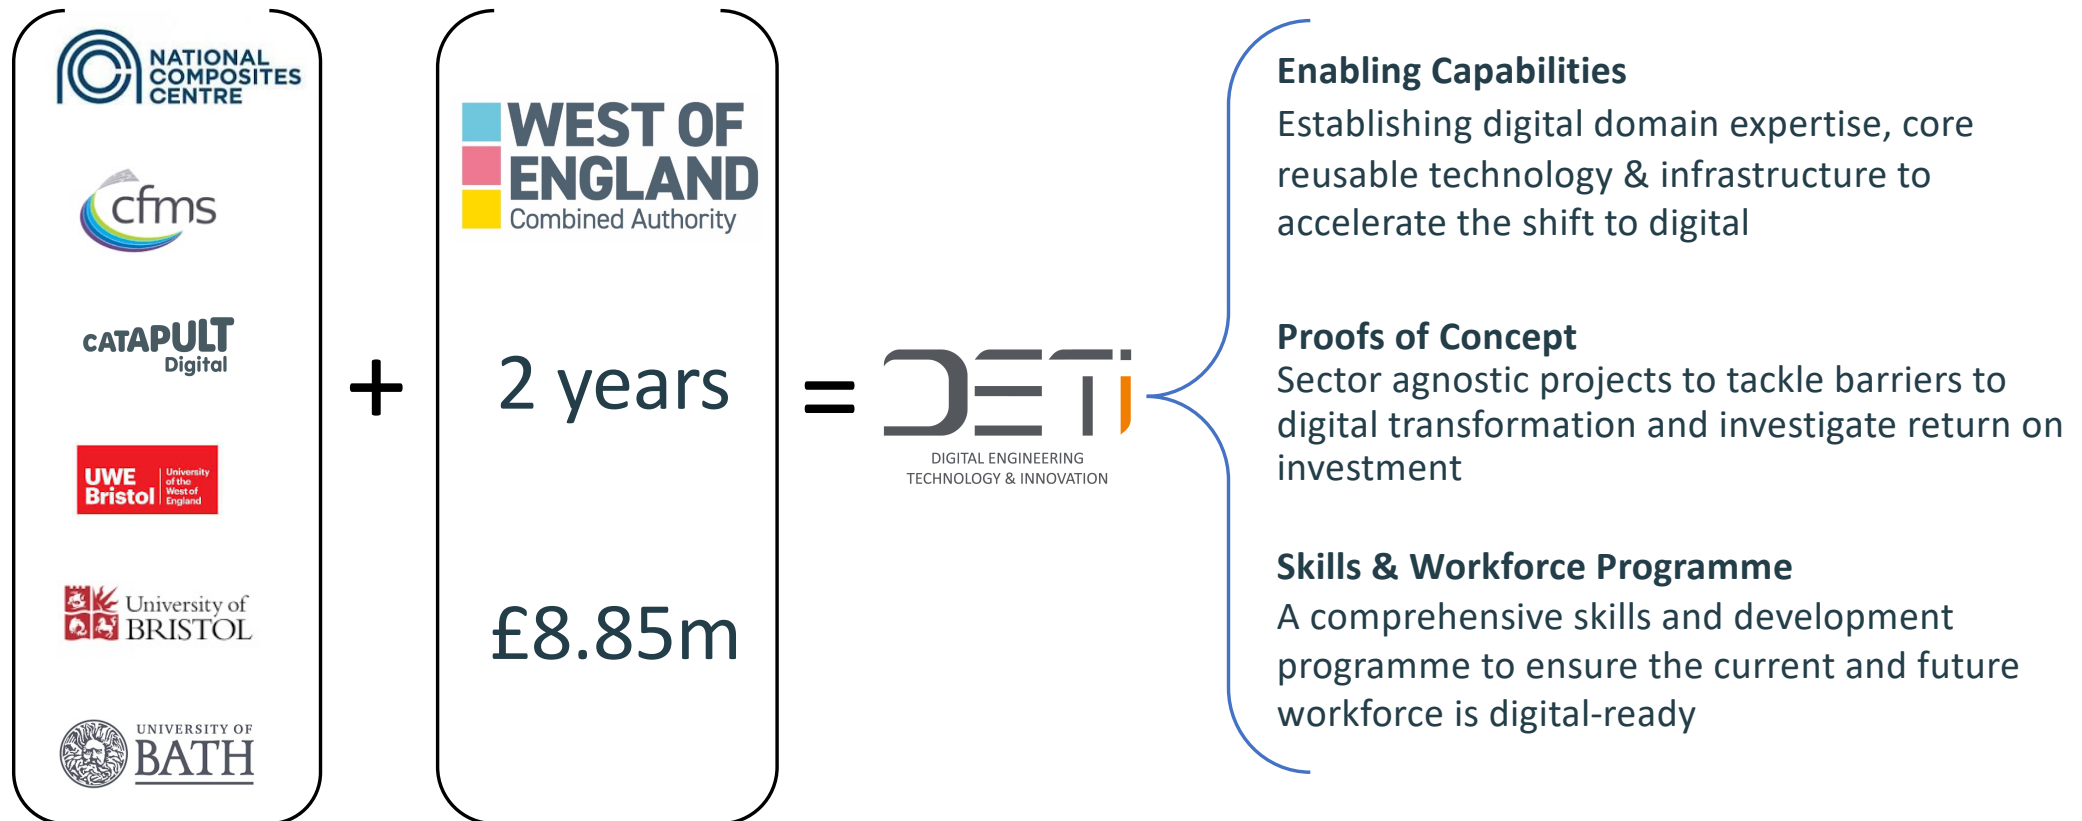 NATIONAL
COMPOSITES
CENTRE
cfms
CATAPULT
Digital
UWE
Bristol
University
of the
West of
England
University of
BRISTOL
UNIVERSITY OF
BATH
+
WEST OF
ENGLAND
Combined Authority
2 years
£8.85m
=
DETi
DIGITAL ENGINEERING
TECHNOLOGY & INNOVATION
Enabling Capabilities
Establishing digital domain expertise, core
reusable technology & infrastructure to
accelerate the shift to digital
Proofs of Concept
Sector agnostic projects to tackle barriers to
digital transformation and investigate return on
investment
Skills & Workforce Programme
A comprehensive skills and development
programme to ensure the current and future
workforce is digital-ready